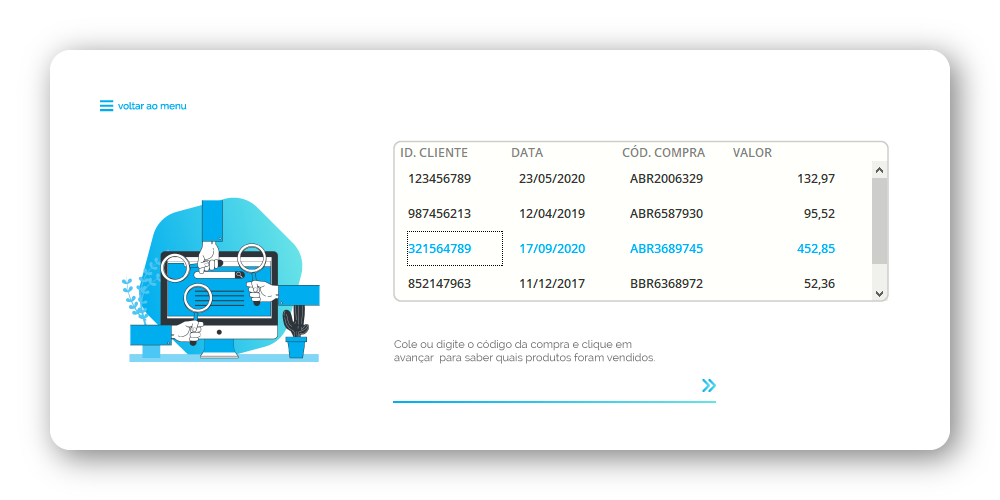 voltar ao menu
ID. CLIENTE DATA CÓD. COMPRA VALOR
123456789 23/05/2020 ABR2006329 132,97
987456213 12/04/2019 ABR6587930 95,52
321564789 17/09/2020 ABR3689745 452,85
852147963 11/12/2017 BBR6368972 52,36
Cole ou digite o código da compra e clique em
avançar para saber quais produtos foram vendidos.